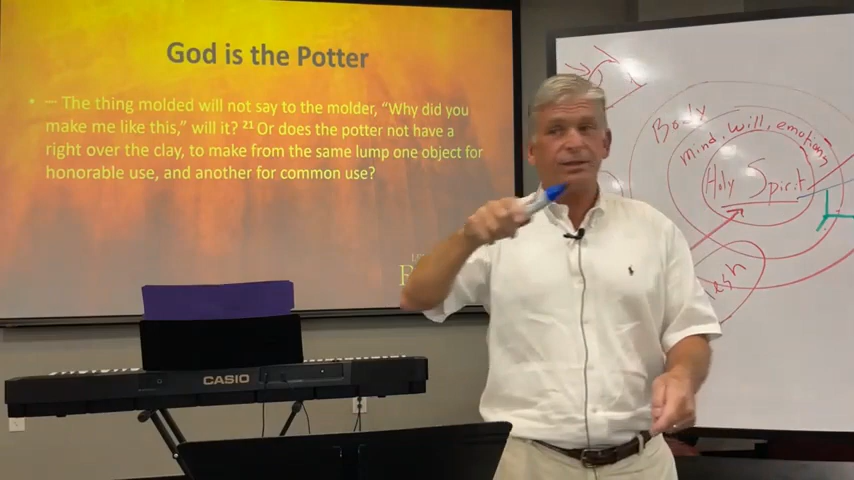 God is the Potter
• --- The thing molded will not say to the molder, “Why did you
make me like this,” will it? 21 Or does the potter not have a
right over the clay, to make from the same lump one object for
honorable use, and another for common use?
Body
mind, will, emotions
Holy Spirit
CASIO